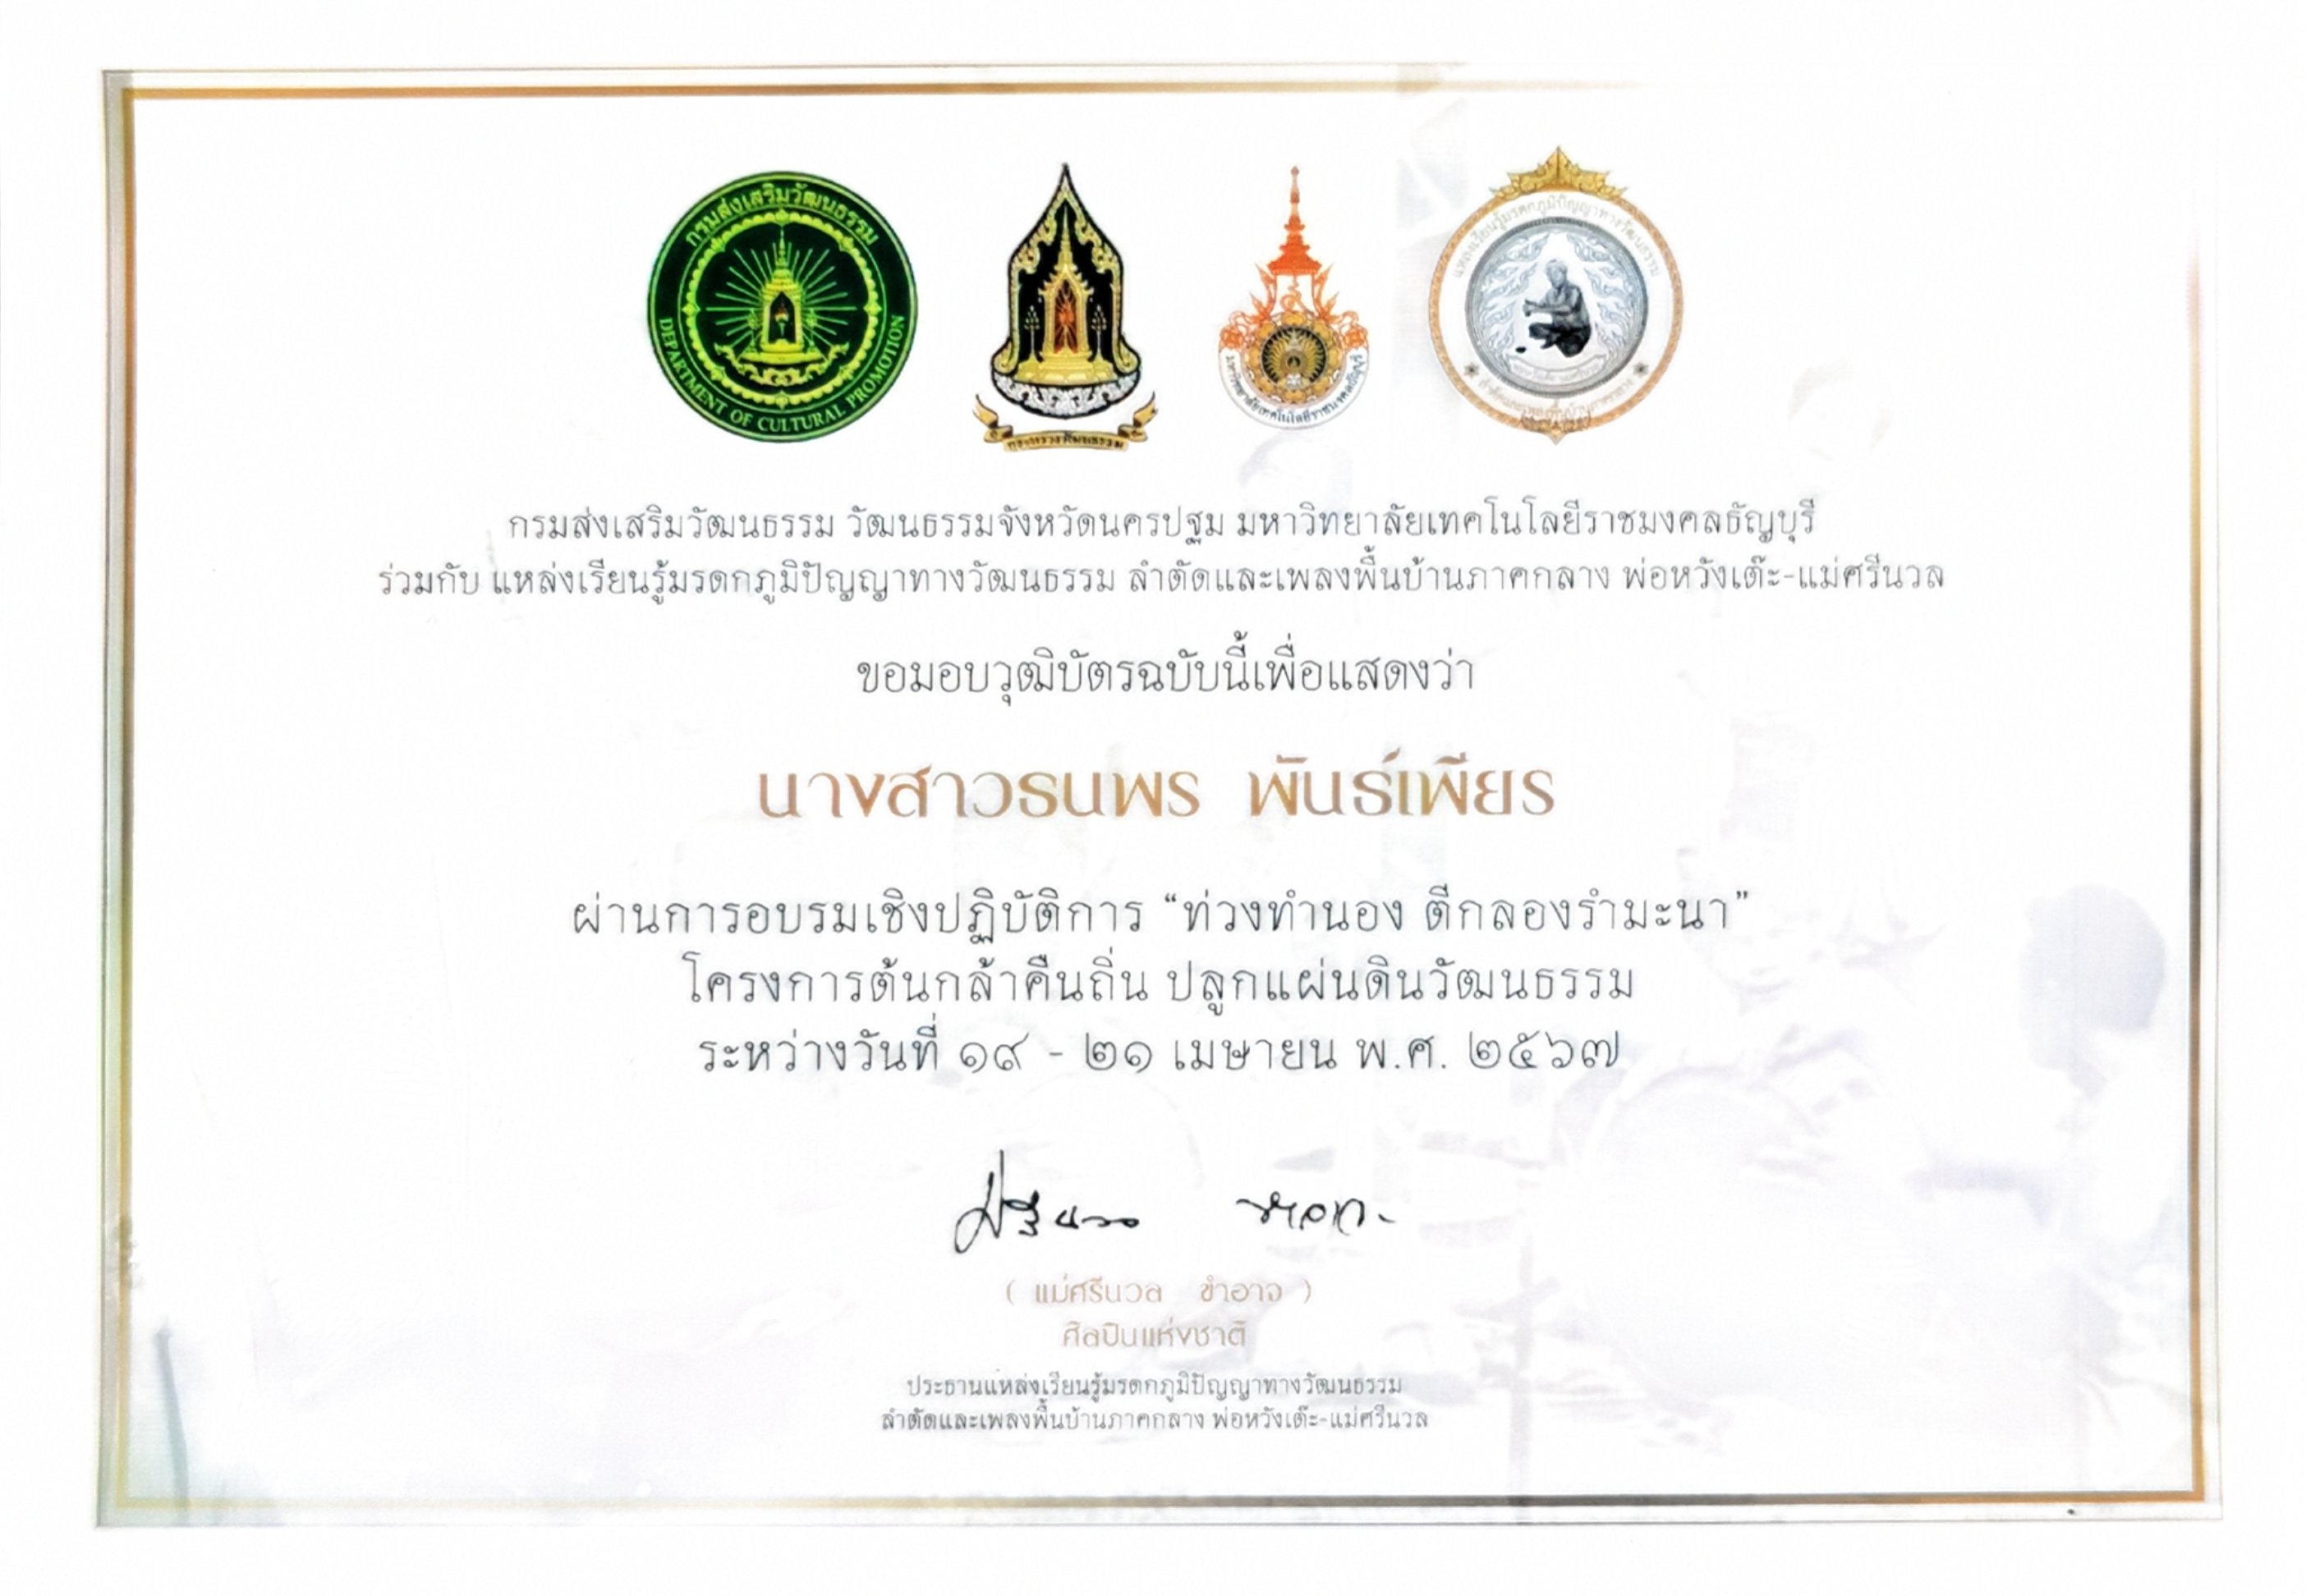 กรมส่งเสริมวัฒนธรรม
DEPARTMENT OF CULTURAL PROMOTION
กระทรวงวัฒนธรรม
มหาวิทยาลัยเทคโนโลยีราชมงคลธัญบุรี
แหล่งเรียนรู้มรดกภูมิปัญญาทางวัฒนธรรม
กรมส่งเสริมวัฒนธรรม วัฒนธรรมจังหวัดนครปฐม มหาวิทยาลัยเทคโนโลยีราชมงคลธัญบุรี
ร่วมกับ แหล่งเรียนรู้มรดกภูมิปัญญาทางวัฒนธรรม ลำตัดและเพลงพื้นบ้านภาคกลาง พ่อหวังเต๊ะ-แม่ศรีนวล
ขอมอบวุฒิบัตรฉบับนี้เพื่อแสดงว่า
นางสาวธนพร พันธ์เพียร
ผ่านการอบรมเชิงปฏิบัติการ “ท่วงทำนอง ตีกลองรำมะนา”
โครงการต้นกล้าคืนถิ่น ปลูกแผ่นดินวัฒนธรรม
ระหว่างวันที่ ๑๙ - ๒๑ เมษายน พ.ศ. ๒๕๖๗
( แม่ศรีนวล ขำอาจ )
ศิลปินแห่งชาติ
ประธานแหล่งเรียนรู้มรดกภูมิปัญญาทางวัฒนธรรม
ลำตัดและเพลงพื้นบ้านภาคกลาง พ่อหวังเต๊ะ-แม่ศรีนวล